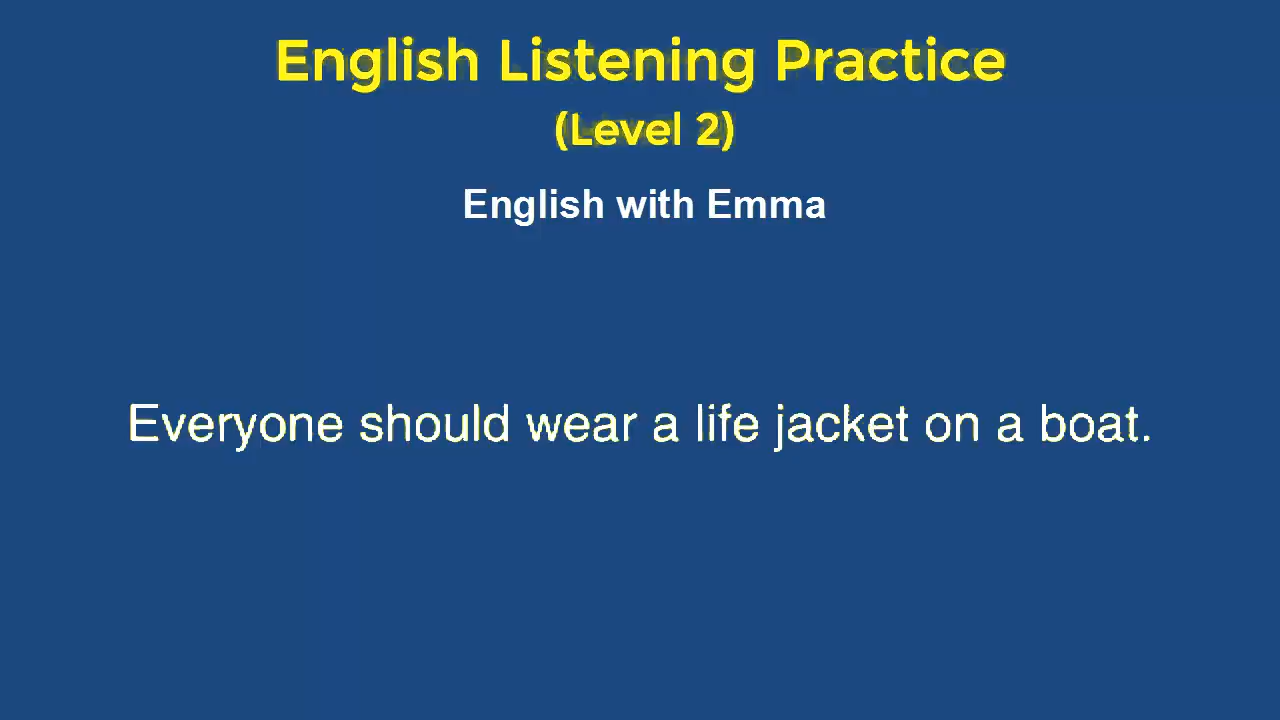 English Listening Practice
(Level 2)
English with Emma
Everyone should wear a life jacket on a boat.